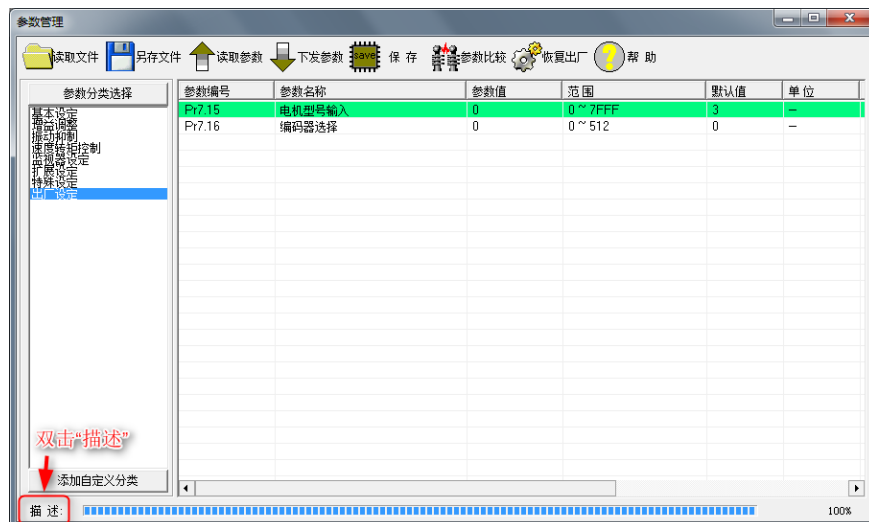 参数管理
读取文件 另存文件 读取参数 下发参数 save 保 存 参数比较 恢复出厂 ? 帮 助
参数分类选择 参数编号 参数名称 参数值 范 围 默认值 单 位
Pr7.15 电机型号输入 0 0 ~ 7FFF 3 —
Pr7.16 编码器选择 0 0 ~ 512 0 —
基本设定
增益调整
振动抑制
速度转矩控制
监视器设定
扩展设定
特殊设定
出厂设定
双击“描述”
添加自定义分类
描 述: 100%